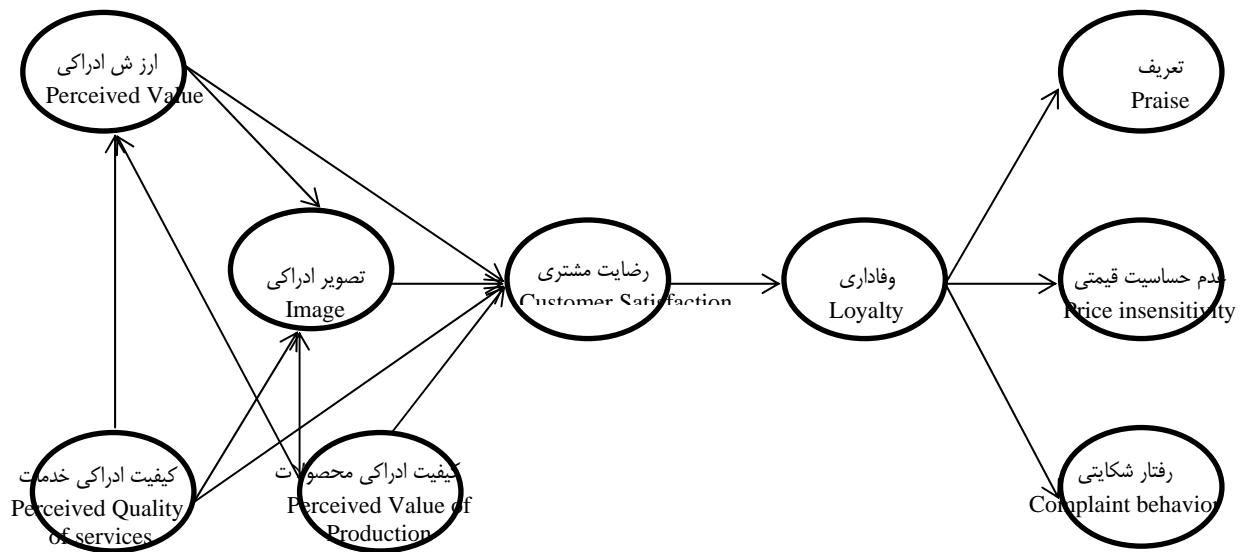 ارز ش ادراکی
Perceived Value
تعریف
Praise
تصویر ادراکی
Image
رضایت مشتری
Customer Satisfaction
وفاداری
Loyalty
عدم حساسیت قیمتی
Price insensitivity
کیفیت ادراکی خدمات
Perceived Quality
of services
کیفیت ادراکی محصولات
Perceived Value of
Production
رفتار شکایتی
Complaint behavior